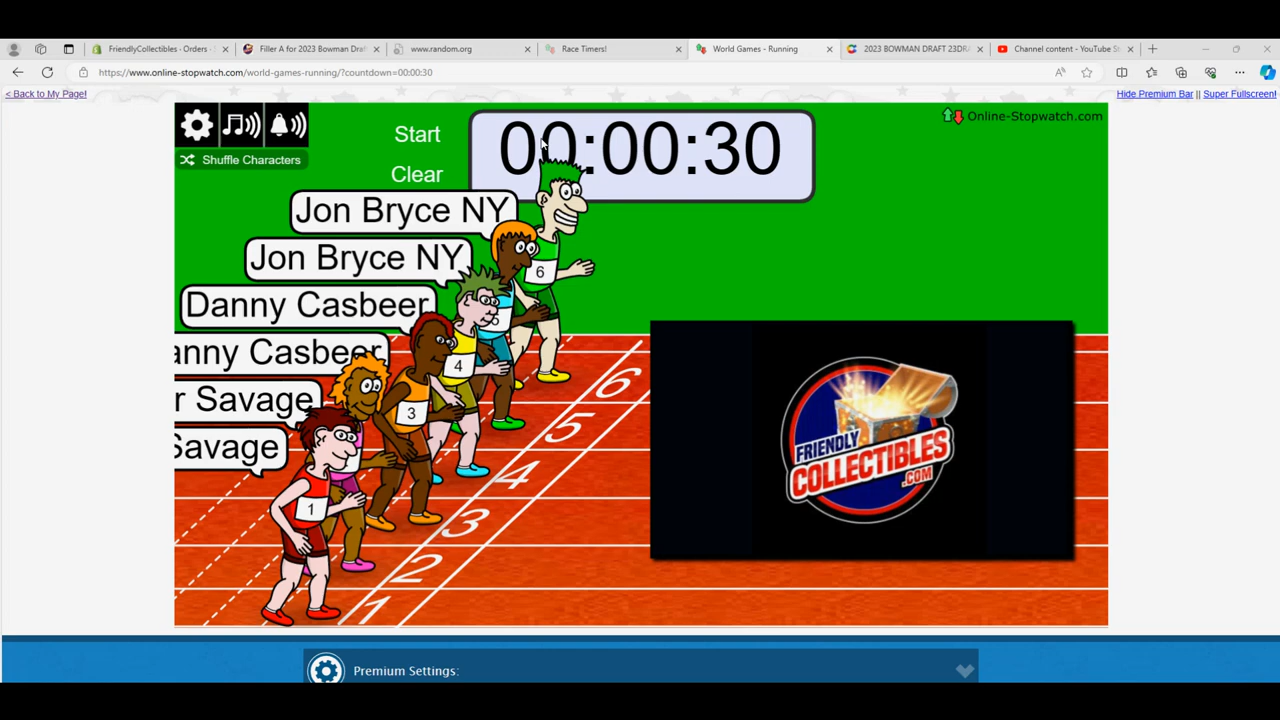 FriendlyCollectibles - Orders - S
Filler A for 2023 Bowman Draft
www.random.org
Race Timers!
World Games - Running
2023 BOWMAN DRAFT 23DRA
Channel content - YouTube S
https://www.online-stopwatch.com/world-games-running/?countdown=00:00:30
< Back to My Page!
Hide Premium Bar || Super Fullscreen!
Online-Stopwatch.com
Start
Clear
00:00:30
Shuffle Characters
Jon Bryce NY
Jon Bryce NY
Danny Casbeer
anny Casbeer
r Savage
Savage
6
4
3
1
6
5
4
3
2
1
FRIENDLY
COLLECTIBLES
.COM
Premium Settings: